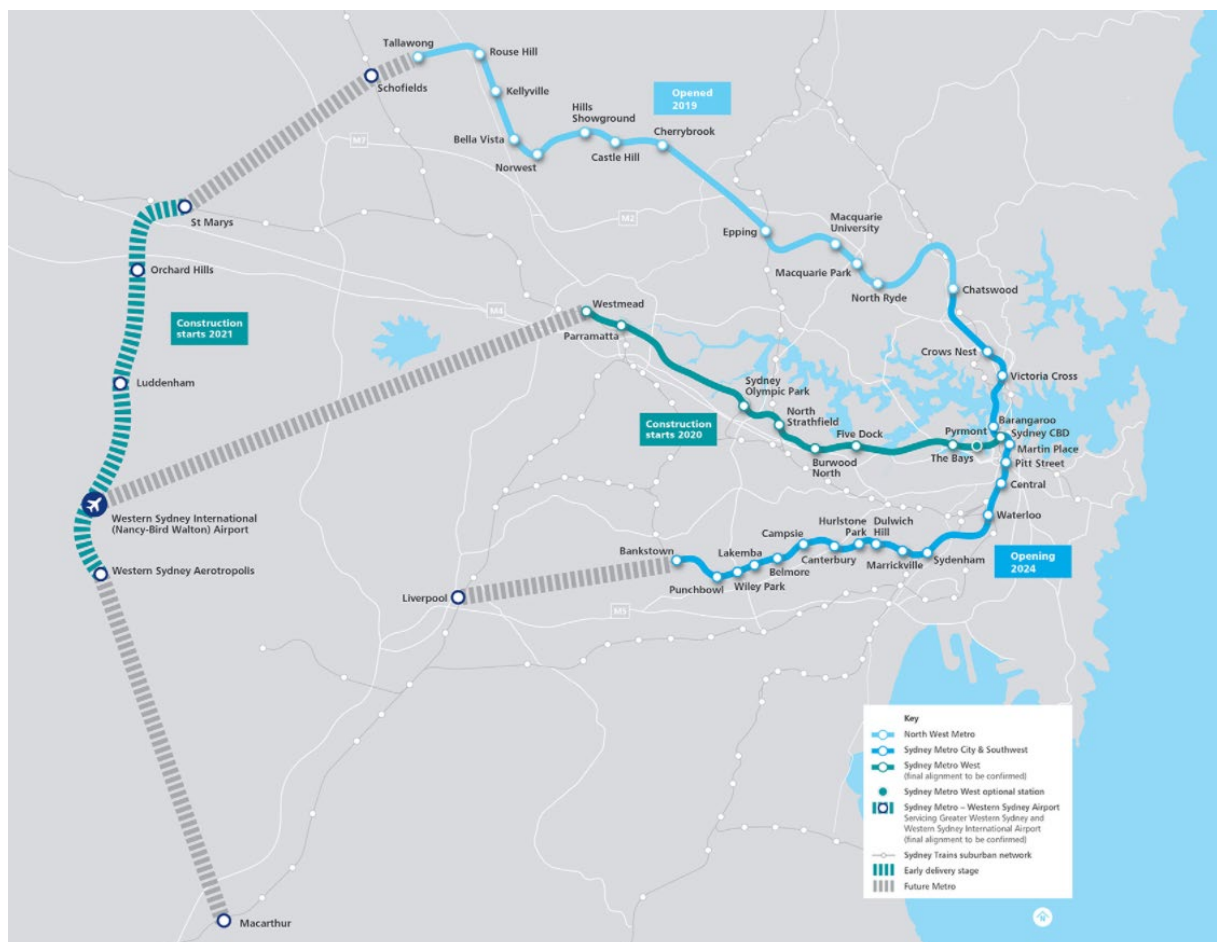 Tallawong
Rouse Hill
Schofields
Kellyville
Opened
2019
Hills
Showground
Cherrybrook
M7
Bella Vista
Norwest
Castle Hill
St Marys
M2
Epping
Macquarie
University
Orchard Hills
Macquarie Park
North Ryde
Chatswood
Westmead
M4
Construction
starts 2021
Parramatta
Crows Nest
Luddenham
Victoria Cross
Sydney
Olympic Park
Construction
starts 2020
North
Strathfield
Five Dock
Pyrmont
Barangaroo
Sydney CBD
Martin Place
Burwood
North
The Bays
Pitt Street
Central
Western Sydney International
(Nancy-Bird Walton) Airport
Waterloo
Campsie
Hurlstone
Park
Dulwich
Hill
Bankstown
Lakemba
Belmore
Canterbury
Marrickville
Sydenham
Opening
2024
Western Sydney Aerotropolis
Punchbowl
Wiley Park
Liverpool
M5
Key
North West Metro
Sydney Metro City & Southwest
Sydney Metro West
(final alignment to be confirmed)
Sydney Metro West optional station
Sydney Metro – Western Sydney Airport
Servicing Greater Western Sydney and
Western Sydney International Airport
(final alignment to be confirmed)
Sydney Trains suburban network
Early delivery stage
Future Metro
Macarthur
N